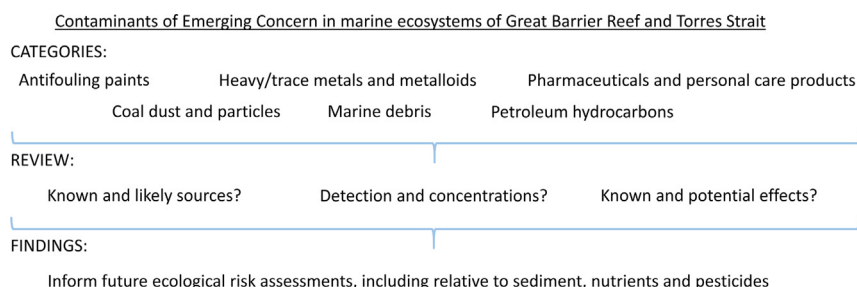 Contaminants of Emerging Concern in marine ecosystems of Great Barrier Reef and Torres Strait
CATEGORIES:
Antifouling paints Heavy/trace metals and metalloids Pharmaceuticals and personal care products
Coal dust and particles Marine debris Petroleum hydrocarbons
REVIEW:
Known and likely sources? Detection and concentrations? Known and potential effects?
FINDINGS:
Inform future ecological risk assessments, including relative to sediment, nutrients and pesticides